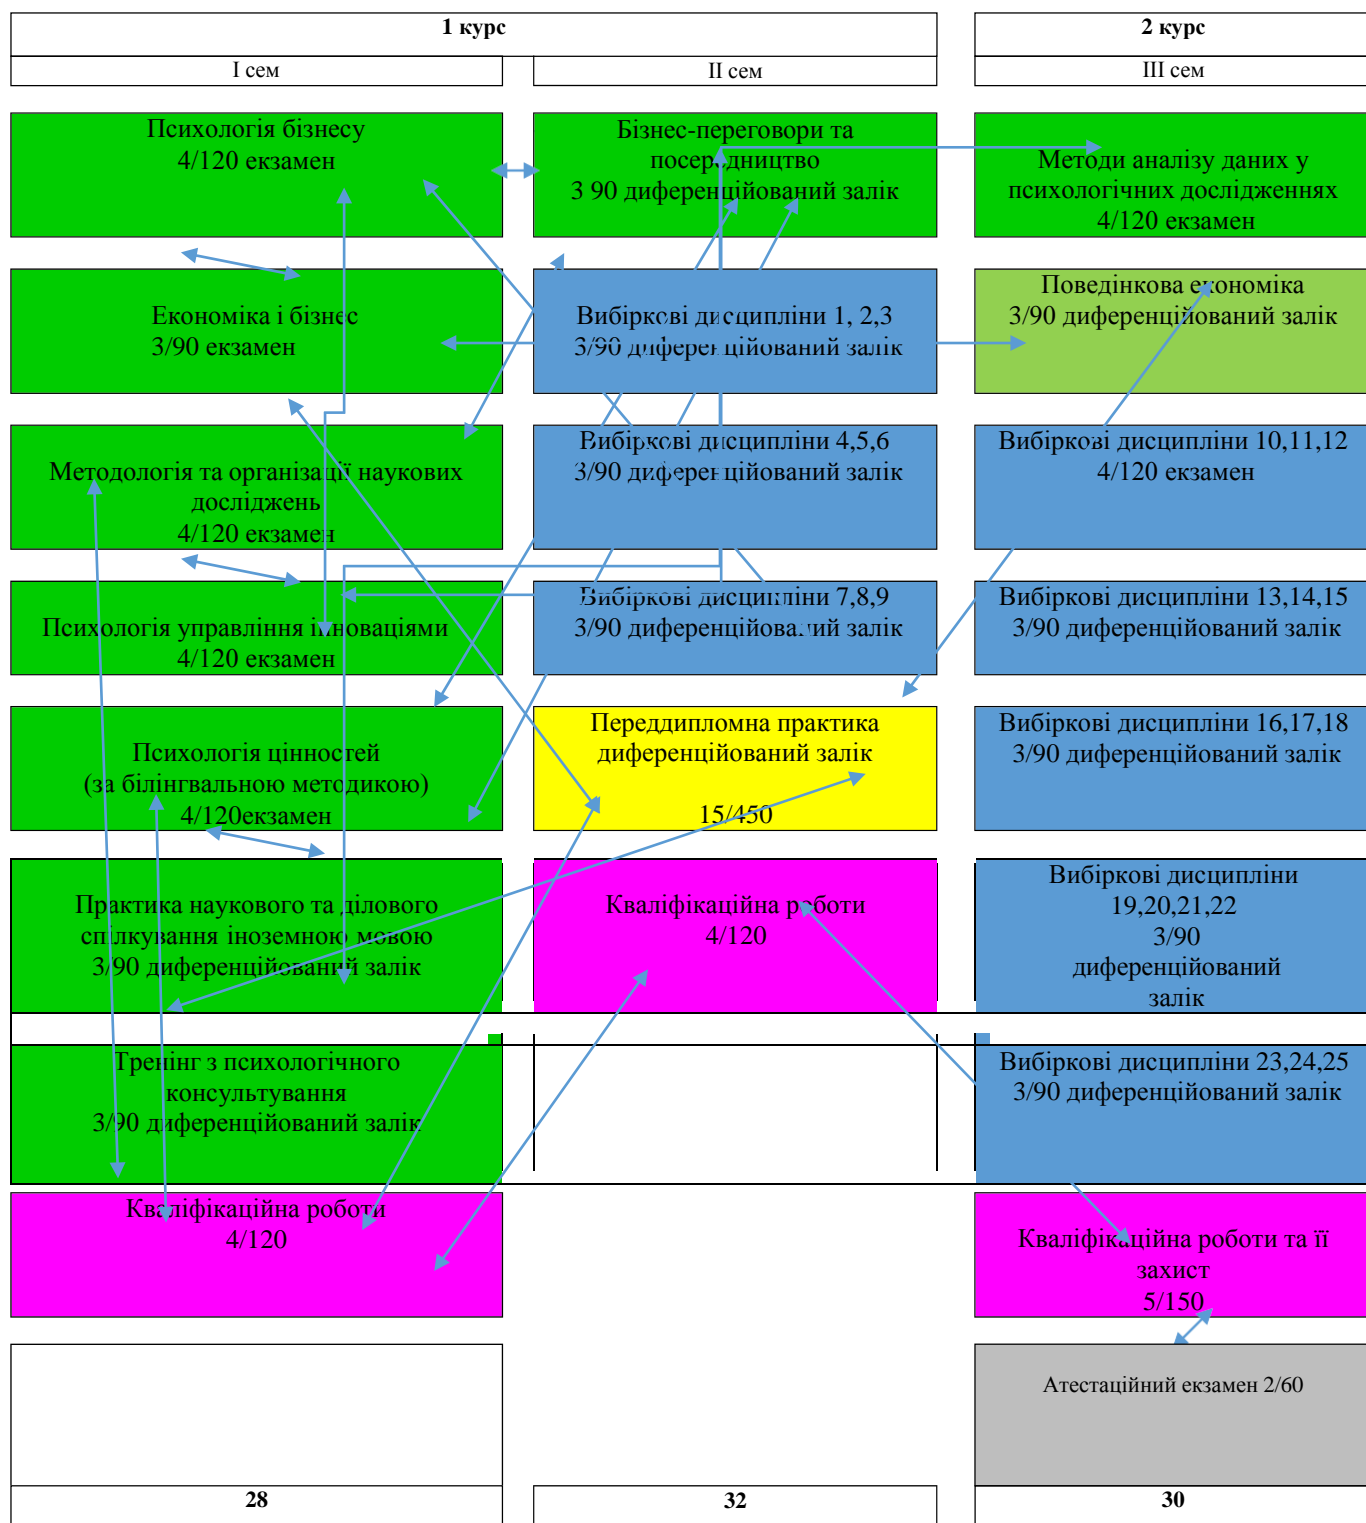 1 курс
2 курс
І сем
ІІ сем
ІІІ сем
Психологія бізнесу
4/120 екзамен
Бізнес-переговори та
посередництво
3 90 диференційований залік
Методи аналізу даних у
психологічних дослідженнях
4/120 екзамен
Економіка і бізнес
3/90 екзамен
Вибіркові дисципліни 1, 2,3
3/90 диференційований залік
Поведінкова економіка
3/90 диференційований залік
Методологія та організації наукових
досліджень
4/120 екзамен
Вибіркові дисципліни 4,5,6
3/90 диференційований залік
Вибіркові дисципліни 10,11,12
4/120 екзамен
Психологія управління інноваціями
4/120 екзамен
Вибіркові дисципліни 7,8,9
3/90 диференційований залік
Вибіркові дисципліни 13,14,15
3/90 диференційований залік
Психологія цінностей
(за білінгвальною методикою)
4/120екзамен
Переддипломна практика
диференційований залік
15/450
Вибіркові дисципліни 16,17,18
3/90 диференційований залік
Практика наукового та ділового
спілкування іноземною мовою
3/90 диференційований залік
Кваліфікаційна роботи
4/120
Вибіркові дисципліни
19,20,21,22
3/90
диференційований
залік
Тренінг з психологічного
консультування
3/90 диференційований залік
Вибіркові дисципліни 23,24,25
3/90 диференційований залік
Кваліфікаційна роботи
4/120
Кваліфікаційна роботи та її
захист
5/150
Атестаційний екзамен 2/60
28
32
30